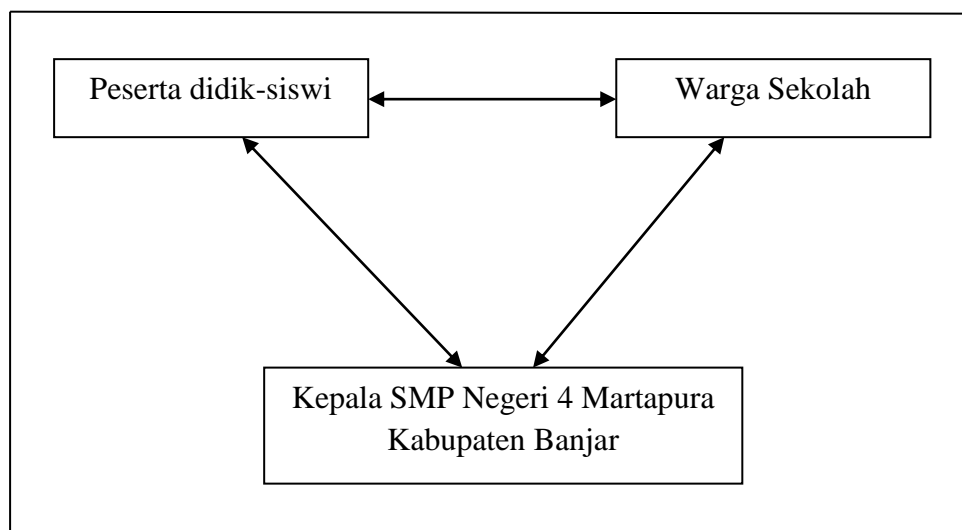 Peserta didik-siswi
Warga Sekolah
Kepala SMP Negeri 4 Martapura
Kabupaten Banjar